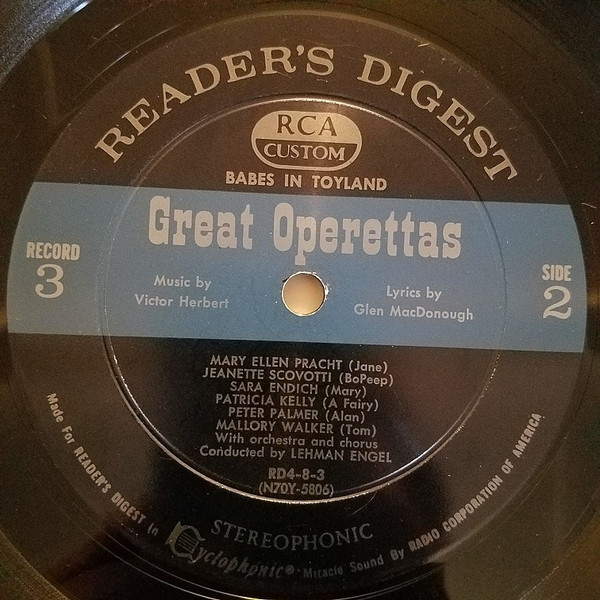 READER'S DIGEST
RCA
CUSTOM
BABES IN TOYLAND
Great Operettas
RECORD
3
Music by
Victor Herbert
Lyrics by
Glen MacDonough
SIDE
2
MARY ELLEN PRACHT (Jane)
JEANETTE SCOVOTTI (BoPeep)
SARA ENDICH (Mary)
PATRICIA KELLY (A Fairy)
PETER PALMER (Alan)
MALLORY WALKER (Tom)
With orchestra and chorus
Conducted by LEHMAN ENGEL
RD4-8-3
(N70Y-5806)
STEREOPHONIC
Made For READER'S DIGEST In Gyclophonic® · Miracle Sound By RADIO CORPORATION OF AMERICA